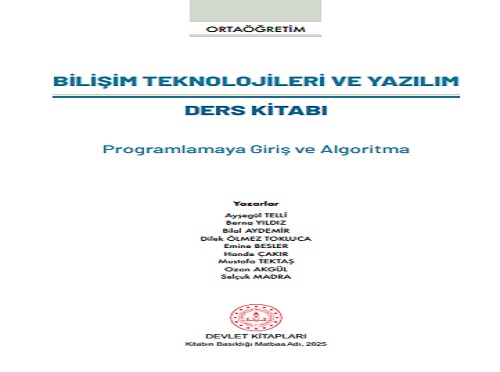 ORTAÖĞRETİM
BİLİŞİM TEKNOLOJİLERİ VE YAZILIM
DERS KİTABI
Programlamaya Giriş ve Algoritma
Yazarlar
Ayşegül TELLİ
Berna YILDIZ
Bilal AYDEMİR
Dilek ÖLMEZ TOKLUCA
Emine BESLER
Hande ÇAKIR
Mustafa TEKTAŞ
Ozan AKGÜL
Selçuk MADRA
DEVLET KİTAPLARI
Kitabın Basıldığı Matbaa Adı, 2025